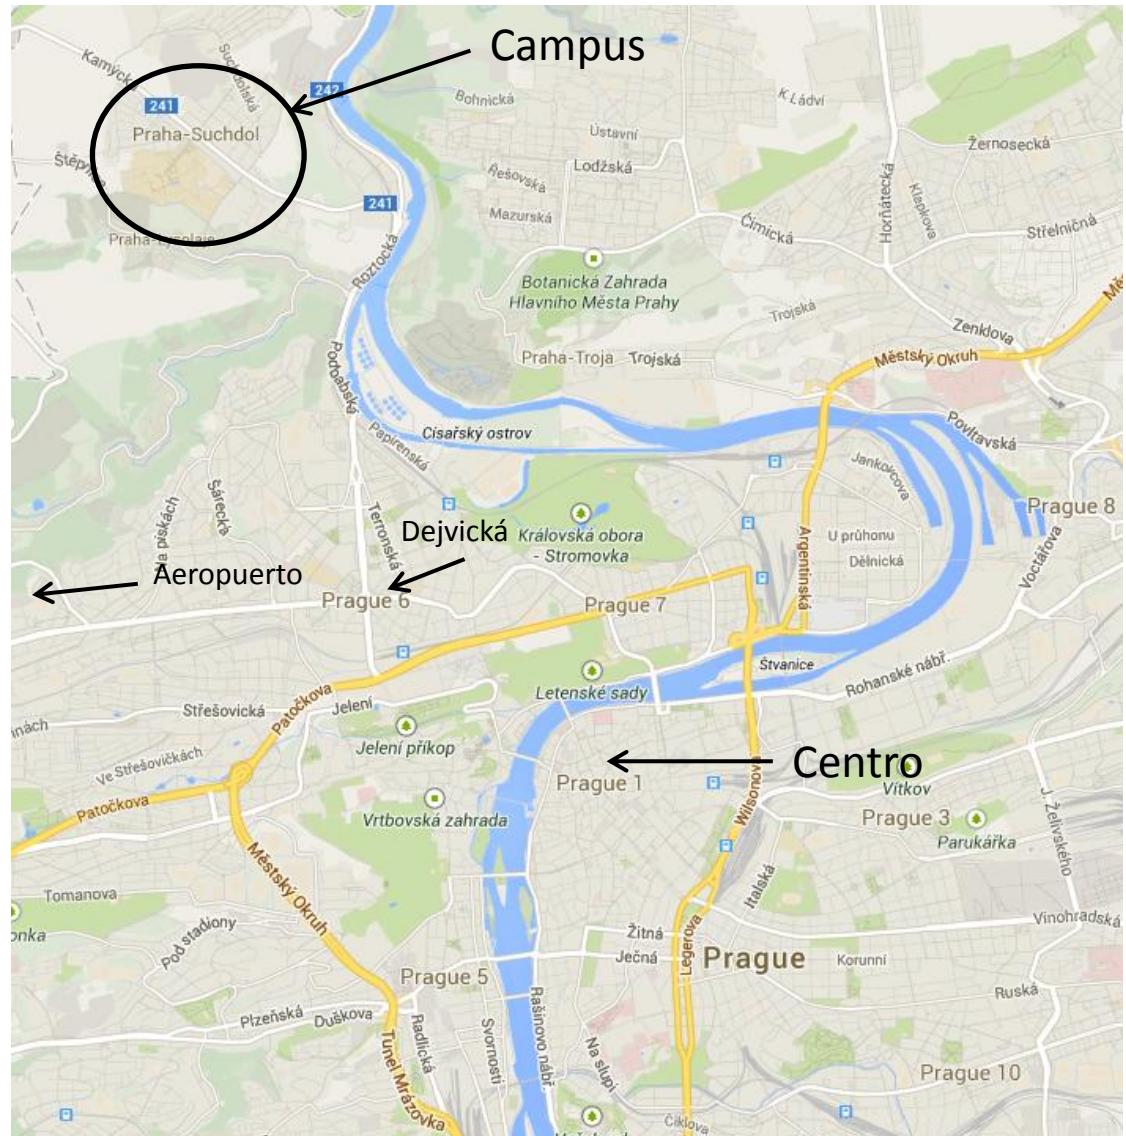 Campus
Kamýcká
Suchdolská
241
242
Praha-Suchdol
241
Bohnická
K Ládví
Ústavní
Lodžská
Řešovská
Mazurská
Žernosecká
Horňátecká
Klapkova
Střelničná
Čimická
Roztocká
Botanická Zahrada
Hlavního Města Prahy
Trojská
Zenklova
Praha-Troja
Trojská
Městský Okruh
Podbabská
Papírenská
Císařský ostrov
Povltavská
Jankovcova
Šárecká
Na pískách
Terronská
Dejvická
Královská obora
- Stromovka
Argentinská
U průhonu
Dělnická
Prague 8
Voctářova
Aeropuerto
Prague 6
Prague 7
Štvanice
Letenské sady
Rohanské nábř.
Střešovická
Patočkova
Jelení
Jelení příkop
Ve Střešovičkách
Patočkova
Prague 1
Centro
Wilsonova
Vítkov
Vrtbovská zahrada
Prague 3
Parukářka
J. Želivského
Městský Okruh
Italská
Tomanova
Pod stadiony
Žitná
Ječná
Legerova
Prague
Korunní
Vinohradská
Prague 5
Ruská
Plzeňská
Duškova
Radlická
Tunel Mrázovka
Svornosti
Rašínovo nábř.
Na slupi
Prague 10
Čiklova